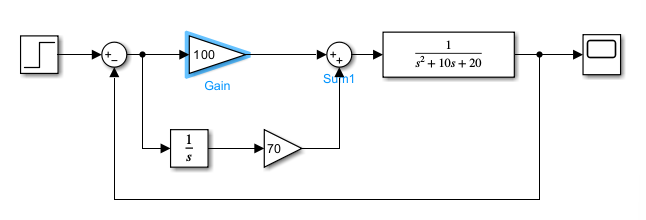 +
−
100
Gain
+
+
Sum1
1
s² + 10s + 20
1
s
70